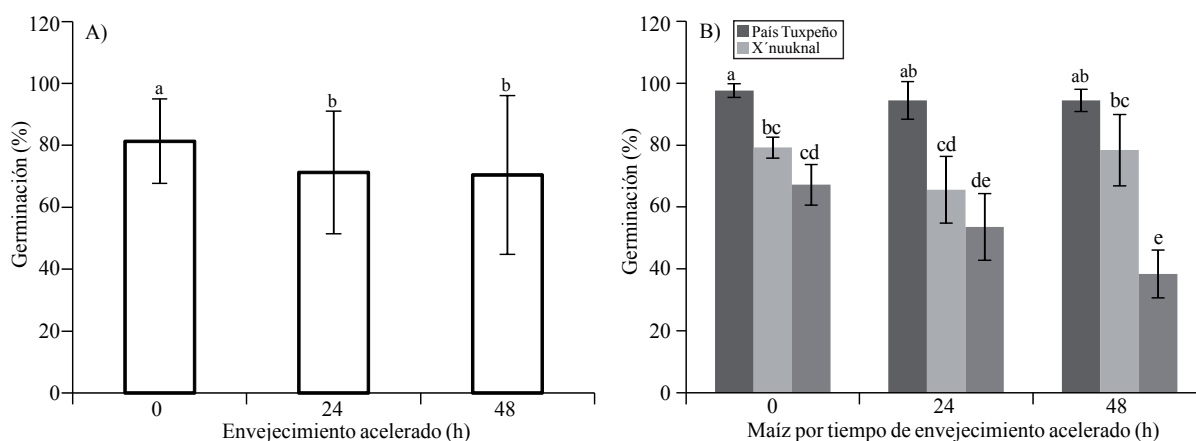 A)
120
100
80
60
40
20
0
Germinación (%)
a
b
b
0
24
48
Envejecimiento acelerado (h)
B)
País Tuxpeño
X´nuuknal
120
100
80
60
40
20
0
Germinación (%)
a
bc
cd
ab
cd
de
ab
bc
e
0
24
48
Maíz por tiempo de envejecimiento acelerado (h)